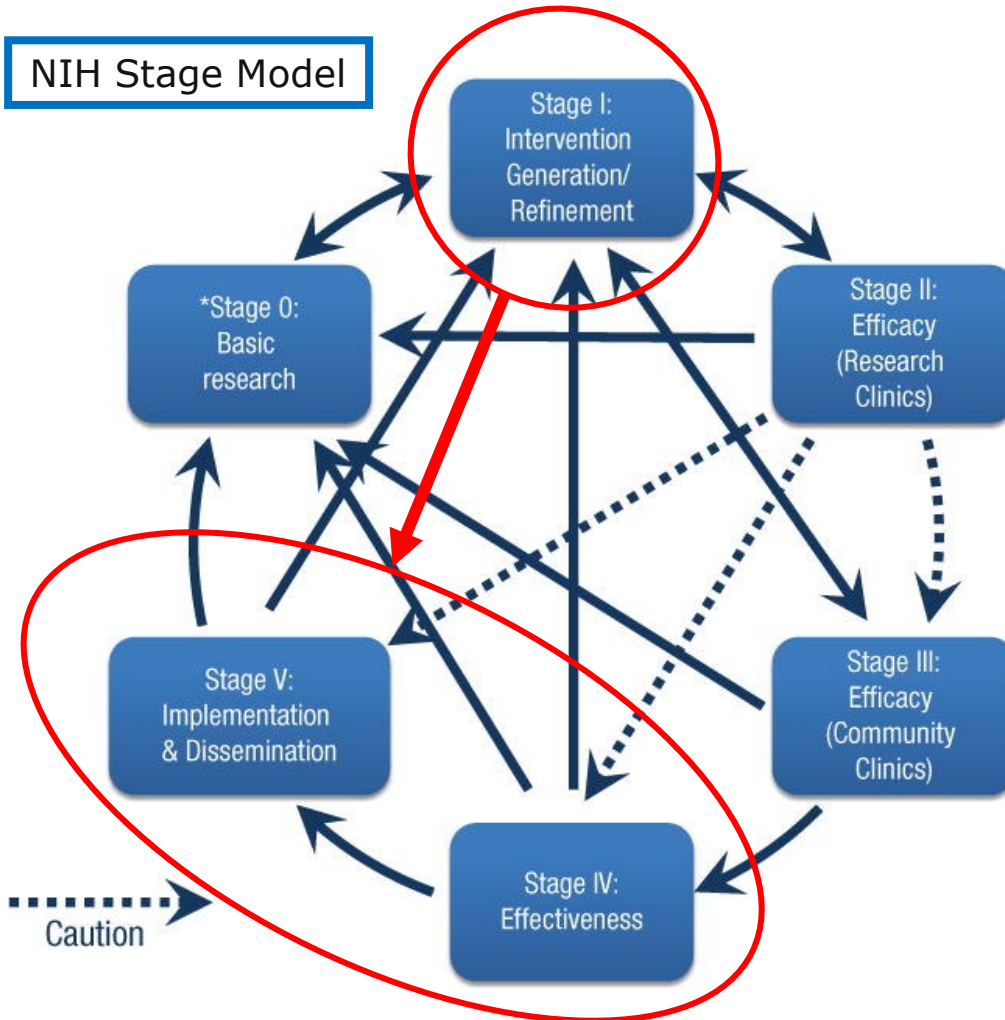 NIH Stage Model
Stage I:
Intervention
Generation/
Refinement
*Stage 0:
Basic
research
Stage II:
Efficacy
(Research
Clinics)
Stage V:
Implementation
& Dissemination
Stage III:
Efficacy
(Community
Clinics)
Stage IV:
Effectiveness
Caution